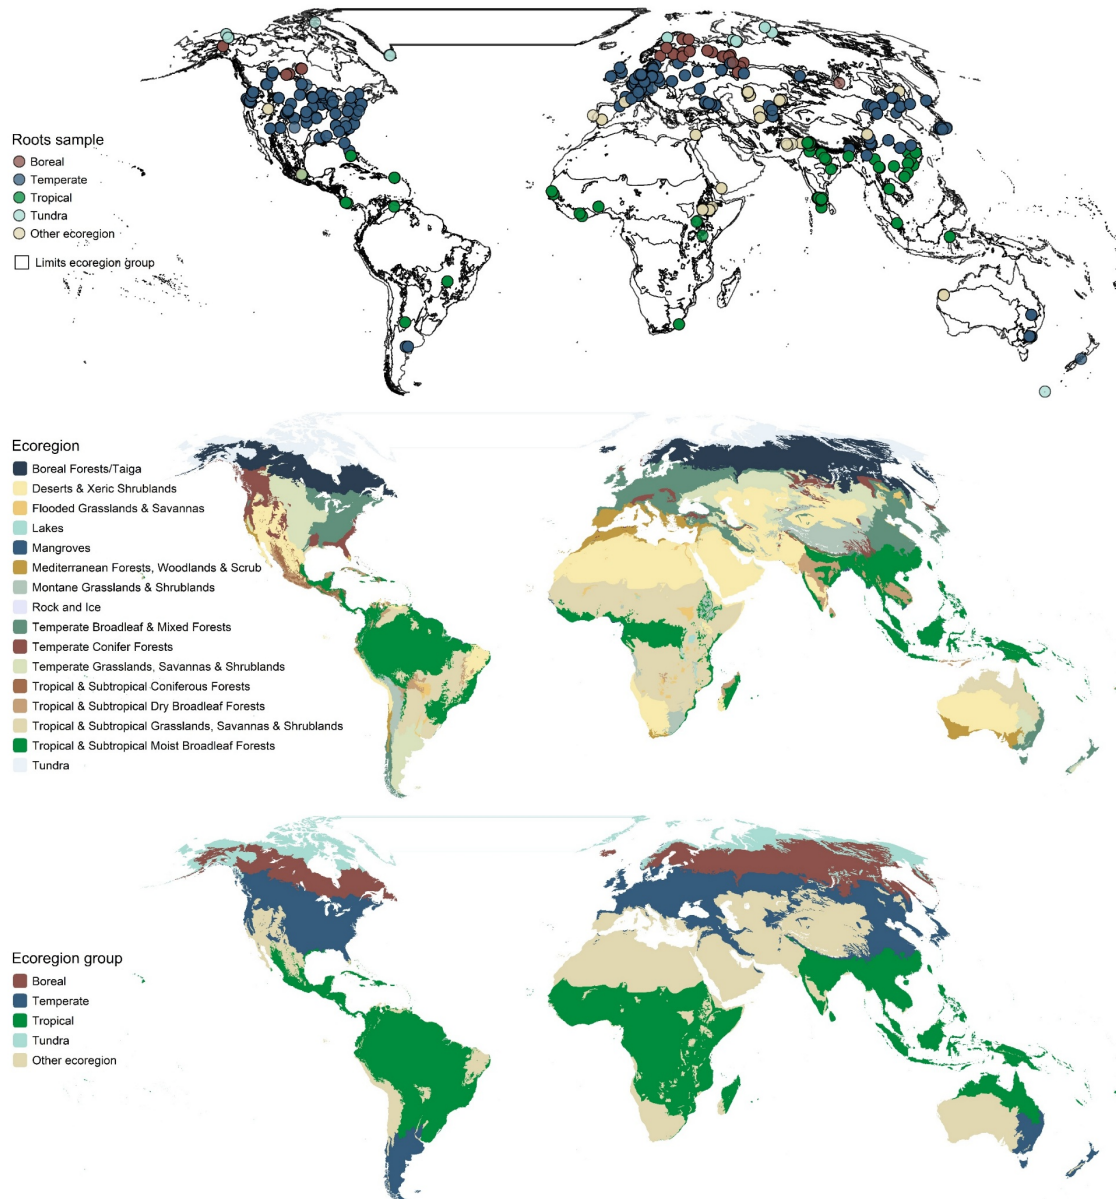 Roots sample
Boreal
Temperate
Tropical
Tundra
Other ecoregion
Limits ecoregion group
Ecoregion
Boreal Forests/Taiga
Deserts & Xeric Shrublands
Flooded Grasslands & Savannas
Lakes
Mangroves
Mediterranean Forests, Woodlands & Scrub
Montane Grasslands & Shrublands
Rock and Ice
Temperate Broadleaf & Mixed Forests
Temperate Conifer Forests
Temperate Grasslands, Savannas & Shrublands
Tropical & Subtropical Coniferous Forests
Tropical & Subtropical Dry Broadleaf Forests
Tropical & Subtropical Grasslands, Savannas & Shrublands
Tropical & Subtropical Moist Broadleaf Forests
Tundra
Ecoregion group
Boreal
Temperate
Tropical
Tundra
Other ecoregion